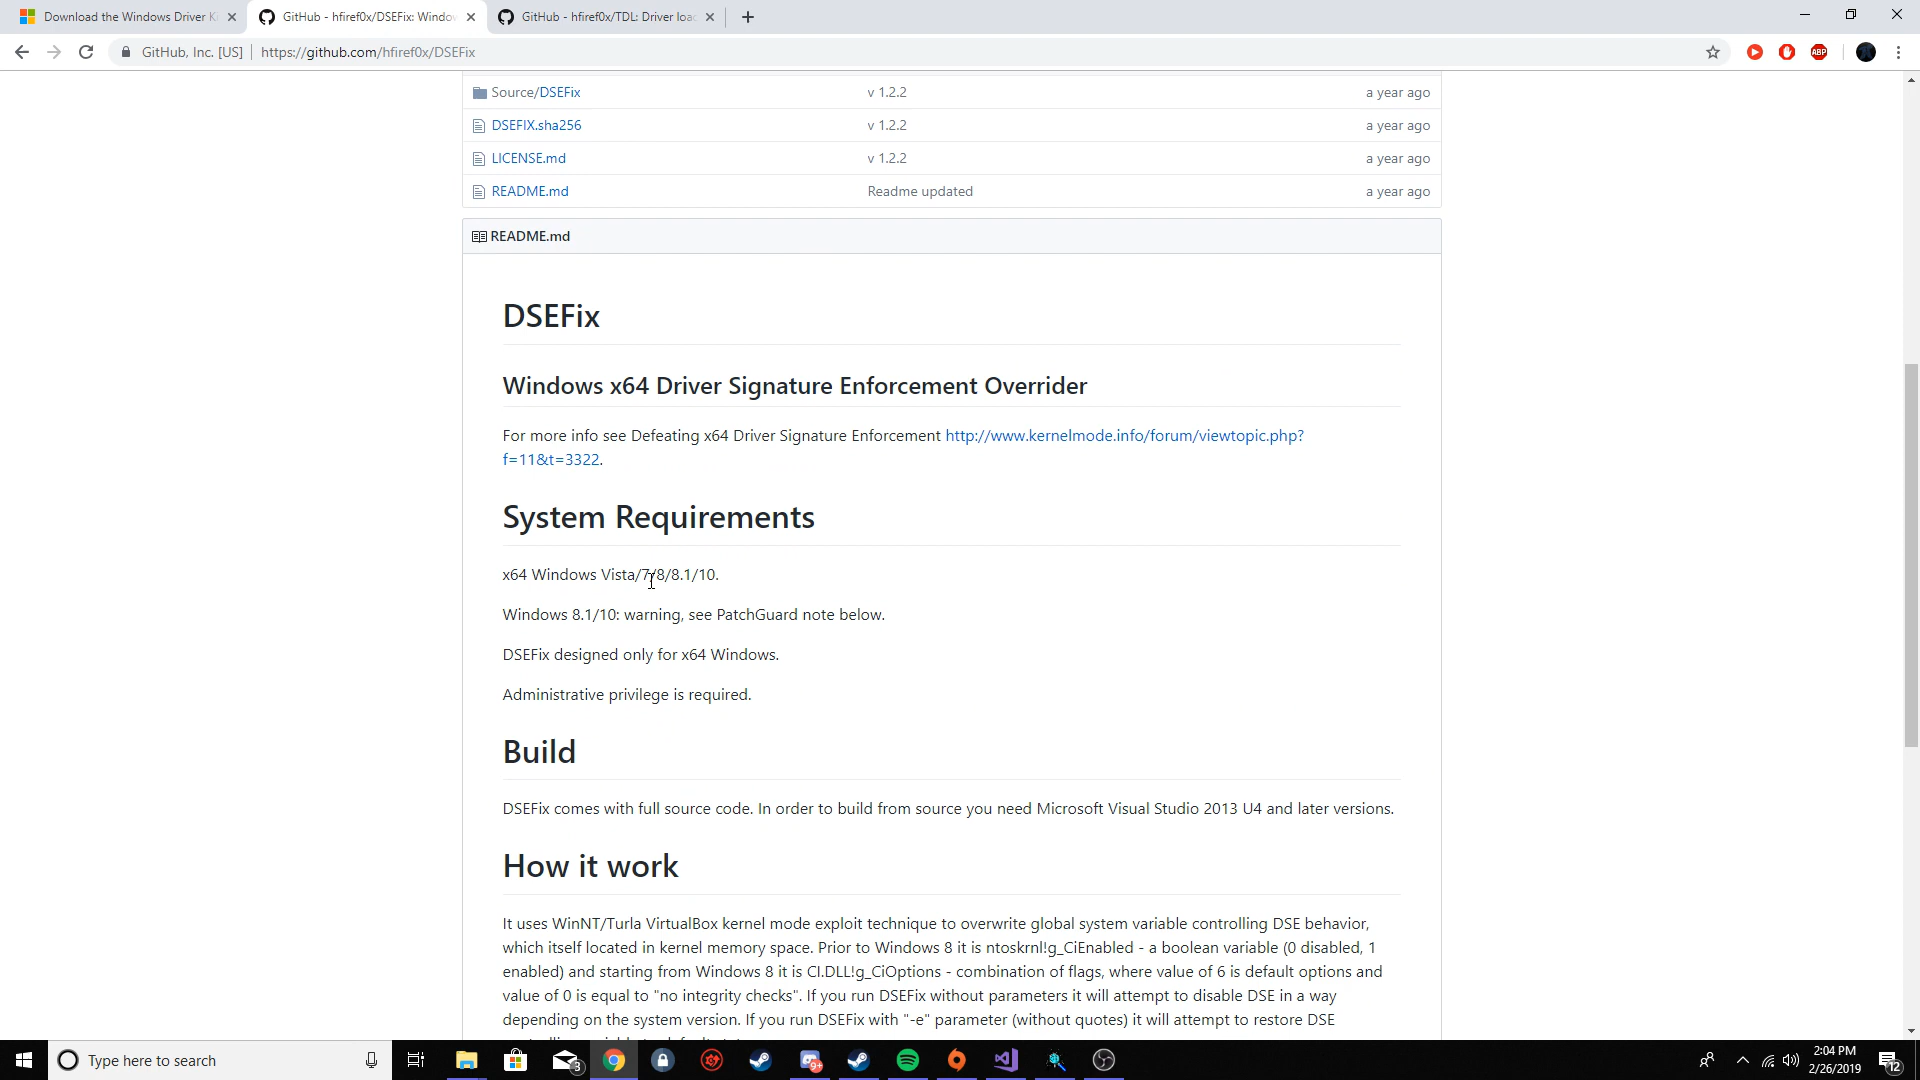 Download the Windows Driver Ki
GitHub - hfiref0x/DSEFix: Window
GitHub - hfiref0x/TDL: Driver load
GitHub, Inc. [US]
https://github.com/hfiref0x/DSEFix
ABP
Source/DSEFix v 1.2.2 a year ago
DSEFIX.sha256 v 1.2.2 a year ago
LICENSE.md v 1.2.2 a year ago
README.md Readme updated a year ago
README.md
DSEFix
Windows x64 Driver Signature Enforcement Overrider
For more info see Defeating x64 Driver Signature Enforcement http://www.kernelmode.info/forum/viewtopic.php?
f=11&t=3322.
System Requirements
x64 Windows Vista/7/8/8.1/10.
Windows 8.1/10: warning, see PatchGuard note below.
DSEFix designed only for x64 Windows.
Administrative privilege is required.
Build
DSEFix comes with full source code. In order to build from source you need Microsoft Visual Studio 2013 U4 and later versions.
How it work
It uses WinNT/Turla VirtualBox kernel mode exploit technique to overwrite global system variable controlling DSE behavior,
which itself located in kernel memory space. Prior to Windows 8 it is ntoskrnl!g_CiEnabled - a boolean variable (0 disabled, 1
enabled) and starting from Windows 8 it is CI.DLL!g_CiOptions - combination of flags, where value of 6 is default options and
value of 0 is equal to "no integrity checks". If you run DSEFix without parameters it will attempt to disable DSE in a way
depending on the system version. If you run DSEFix with "-e" parameter (without quotes) it will attempt to restore DSE
Type here to search
3
9+
2:04 PM
2/26/2019
12